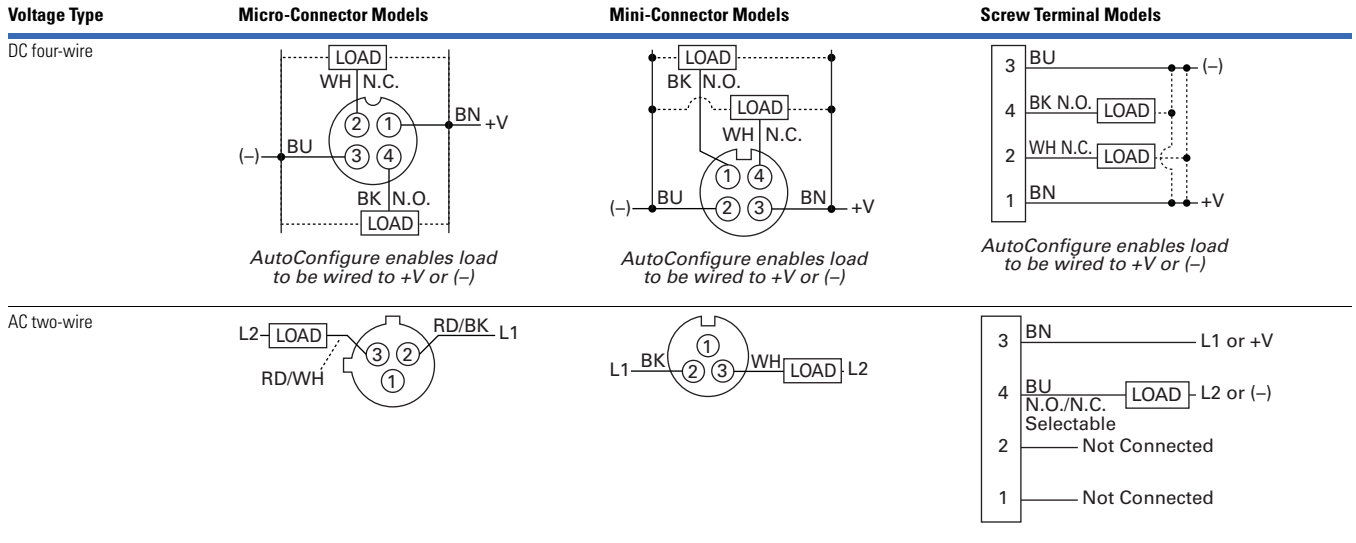 Voltage Type Micro-Connector Models Mini-Connector Models Screw Terminal Models
DC four-wire
LOAD
WH N.C.
2 1
BN +V
(–) BU
3 4
BK N.O.
LOAD
AutoConfigure enables load
to be wired to +V or (–)
LOAD
BK N.O.
LOAD
WH N.C.
1 4
(–) BU 2 3 BN +V
AutoConfigure enables load
to be wired to +V or (–)
3 BU (–)
4 BK N.O. LOAD
2 WH N.C. LOAD
1 BN +V
AutoConfigure enables load
to be wired to +V or (–)
AC two-wire
L2 LOAD RD/BK L1
3 2
RD/WH
1
1
L1 BK 2 3 WH LOAD L2
3 BN L1 or +V
4 BU LOAD L2 or (–)
N.O./N.C.
Selectable
2 Not Connected
1 Not Connected